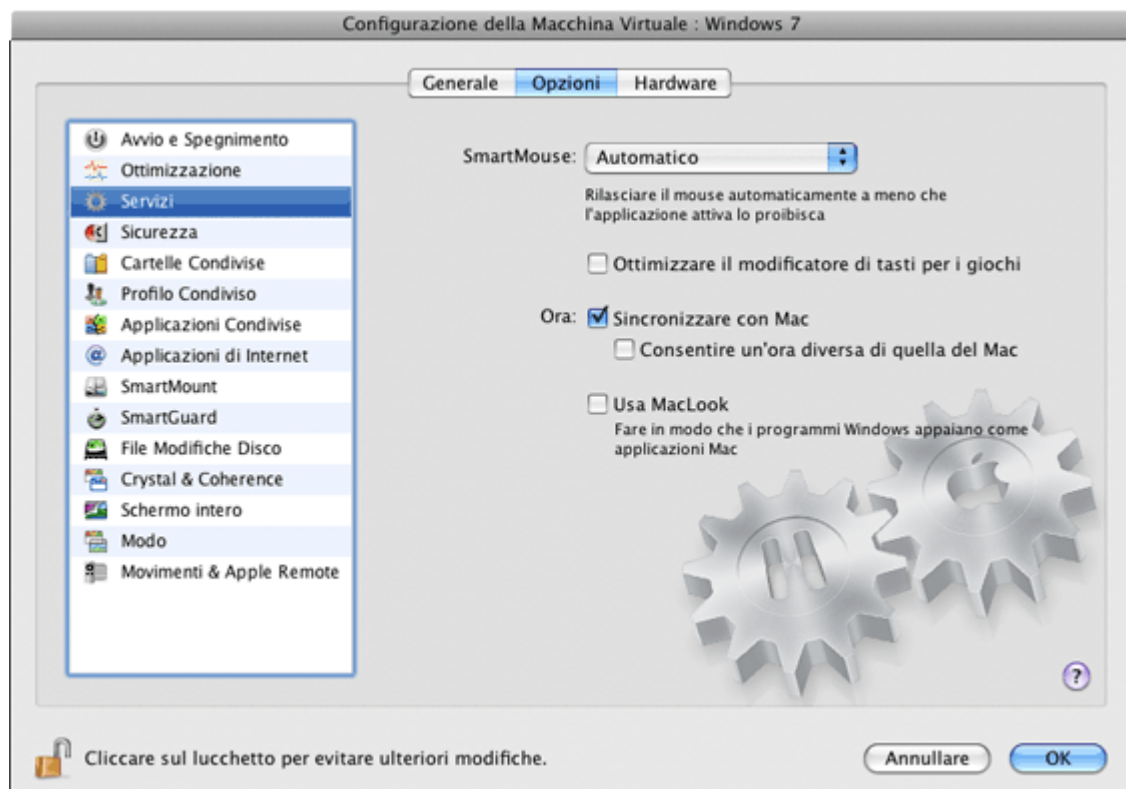 Configurazione della Macchina Virtuale : Windows 7
Generale Opzioni Hardware
Avvio e Spegnimento
Ottimizzazione
Servizi
Sicurezza
Cartelle Condivise
Profilo Condiviso
Applicazioni Condivise
Applicazioni di Internet
SmartMount
SmartGuard
File Modifiche Disco
Crystal & Coherence
Schermo intero
Modo
Movimenti & Apple Remote
SmartMouse: Automatico
Rilasciare il mouse automaticamente a meno che
l'applicazione attiva lo proibisca
Ottimizzare il modificatore di tasti per i giochi
Ora: Sincronizzare con Mac
Consentire un'ora diversa di quella del Mac
Usa MacLook
Fare in modo che i programmi Windows appaiano come
applicazioni Mac
?
Cliccare sul lucchetto per evitare ulteriori modifiche.
Annullare OK